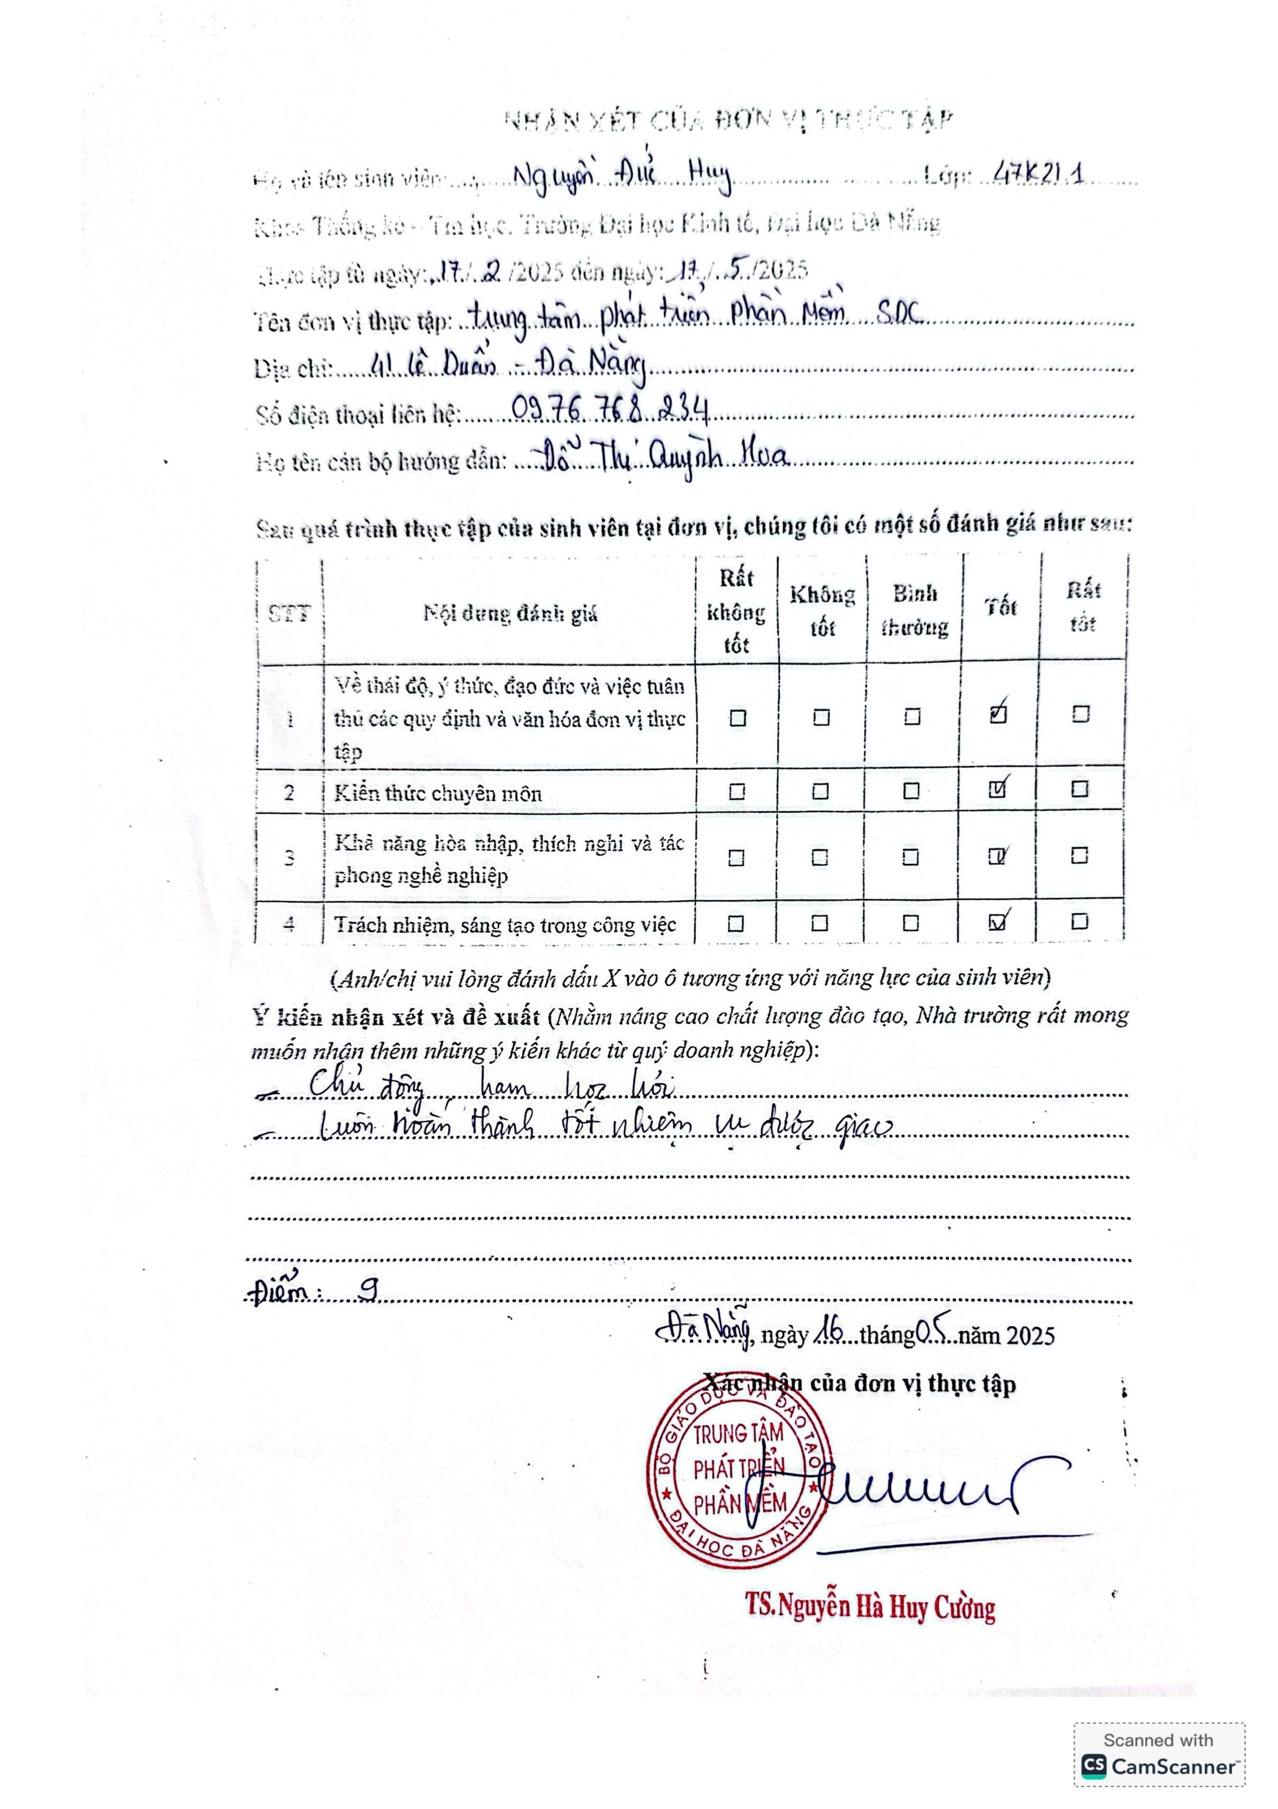 NHẬN XÉT CỦA ĐƠN VỊ THỰC TẬP
Họ và tên sinh viên: Nguyễn Đức Huy Lớp: 47K21.1
Khoa Thống kê - Tin học, Trường Đại học Kinh tế, Đại học Đà Nẵng
Thực tập từ ngày: 17/2/2025 đến ngày: 17/5/2025
Tên đơn vị thực tập: trung tâm phát triển phần mềm SDC
Địa chỉ: 41 Lê Duẩn - Đà Nẵng
Số điện thoại liên hệ: 0976 768 234
Họ tên cán bộ hướng dẫn: Đỗ Thị Quỳnh Hoa
Sau quá trình thực tập của sinh viên tại đơn vị, chúng tôi có một số đánh giá như sau:
STT Nội dung đánh giá Rất không tốt Không tốt Bình thường Tốt Rất tốt
1 Về thái độ, ý thức, đạo đức và việc tuân
thủ các quy định và văn hóa đơn vị thực
tập
☐ ☐ ☐ ☑ ☐
2 Kiến thức chuyên môn ☐ ☐ ☐ ☑ ☐
3 Khả năng hòa nhập, thích nghi và tác
phong nghề nghiệp
☐ ☐ ☐ ☑ ☐
4 Trách nhiệm, sáng tạo trong công việc ☐ ☐ ☐ ☑ ☐
(Anh/chị vui lòng đánh dấu X vào ô tương ứng với năng lực của sinh viên)
Ý kiến nhận xét và đề xuất (Nhằm nâng cao chất lượng đào tạo, Nhà trường rất mong
muốn nhận thêm những ý kiến khác từ quý doanh nghiệp):
- Chủ động, ham học hỏi
- Luôn hoàn thành tốt nhiệm vụ được giao
Điểm: 9
Đà Nẵng, ngày 16 tháng 05 năm 2025
Xác nhận của đơn vị thực tập
BỘ GIÁO DỤC VÀ ĐÀO TẠO
TRUNG TÂM
PHÁT TRIỂN
PHẦN MỀM
★ ĐẠI HỌC ĐÀ NẴNG ★
TS.Nguyễn Hà Huy Cường
Scanned with
CS CamScanner